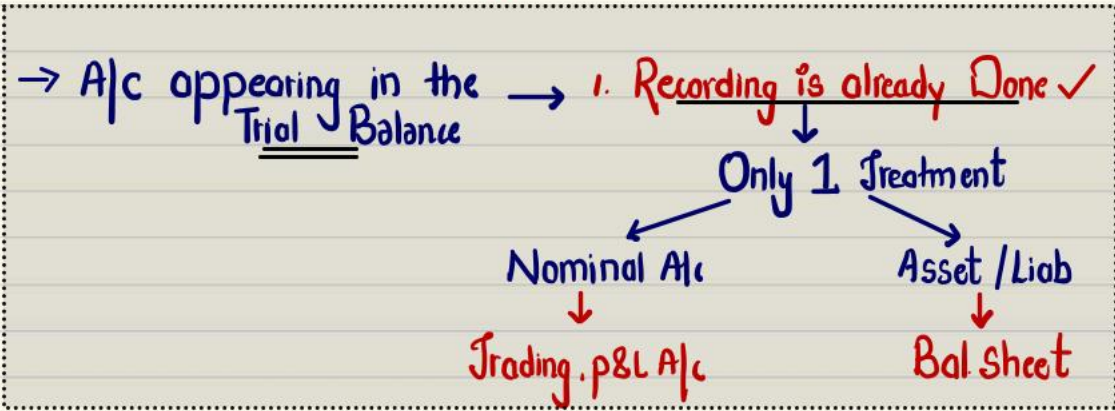 → A/c appearing in the → 1. Recording is already Done ✓
Trial Balance
Only 1 Treatment
Nominal A/c Asset / Liab
Trading, P&L A/c Bal. Sheet